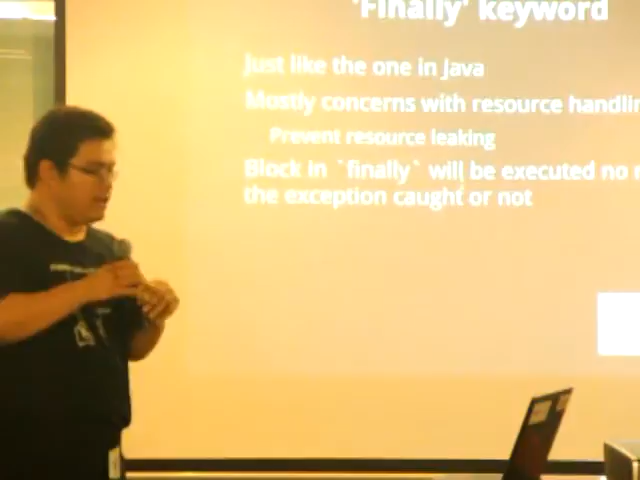 'Finally' keyword
Just like the one in Java
Mostly concerns with resource
Prevent resource leaking
Block in `finally` will be executed no
the exception caught or not